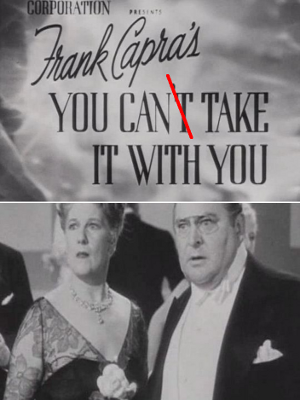 CORPORATION PRESENTS
Frank Capra's
YOU CAN'T TAKE
IT WITH YOU